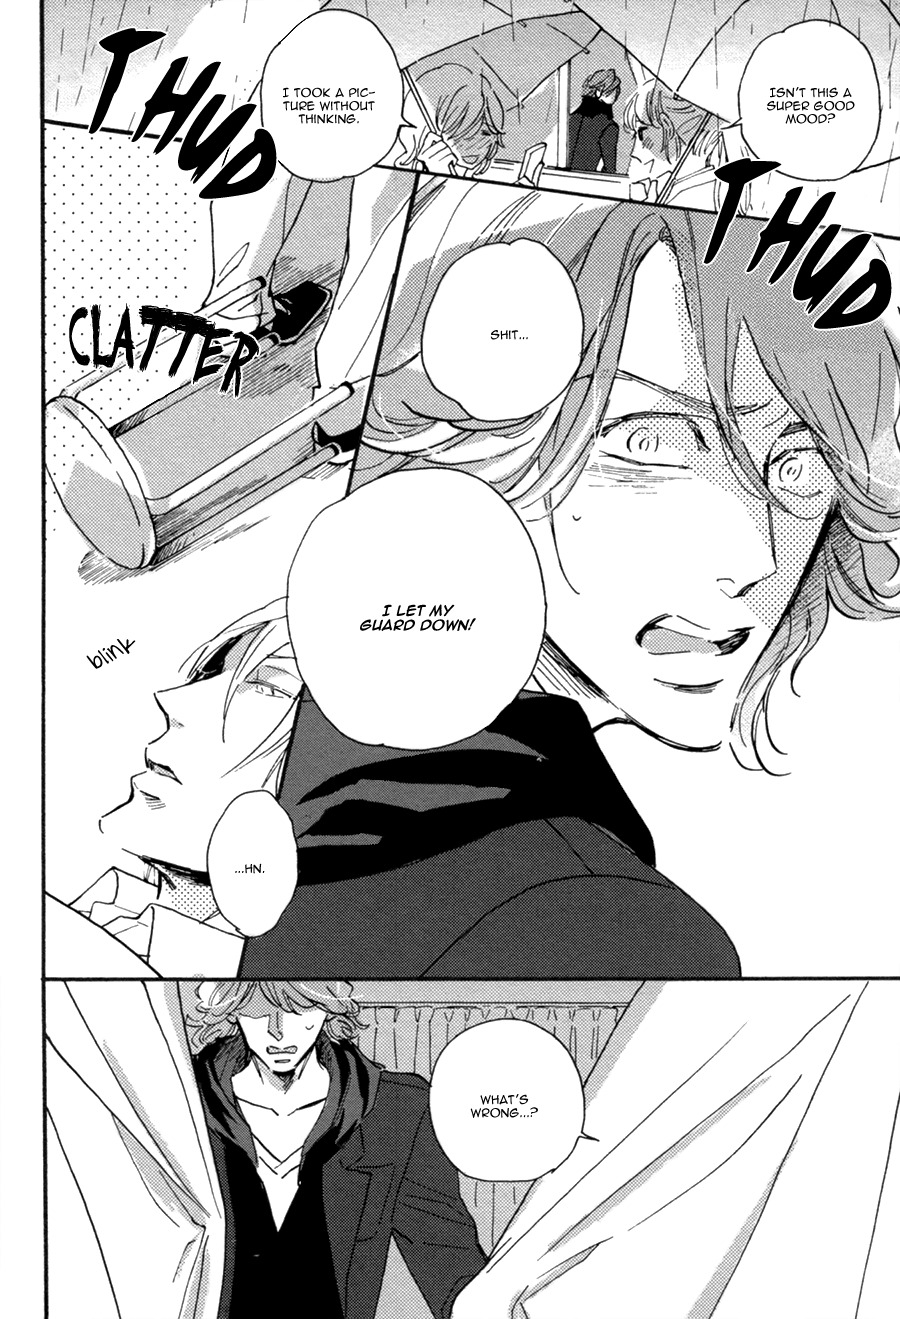 ISN'T THIS A
SUPER GOOD
MOOD?
I TOOK A PIC-
TURE WITHOUT
THINKING.
THUD
THUD
SHIT...
CLATTER
I LET MY
GUARD DOWN!
blink
...HN.
WHAT'S
WRONG...?